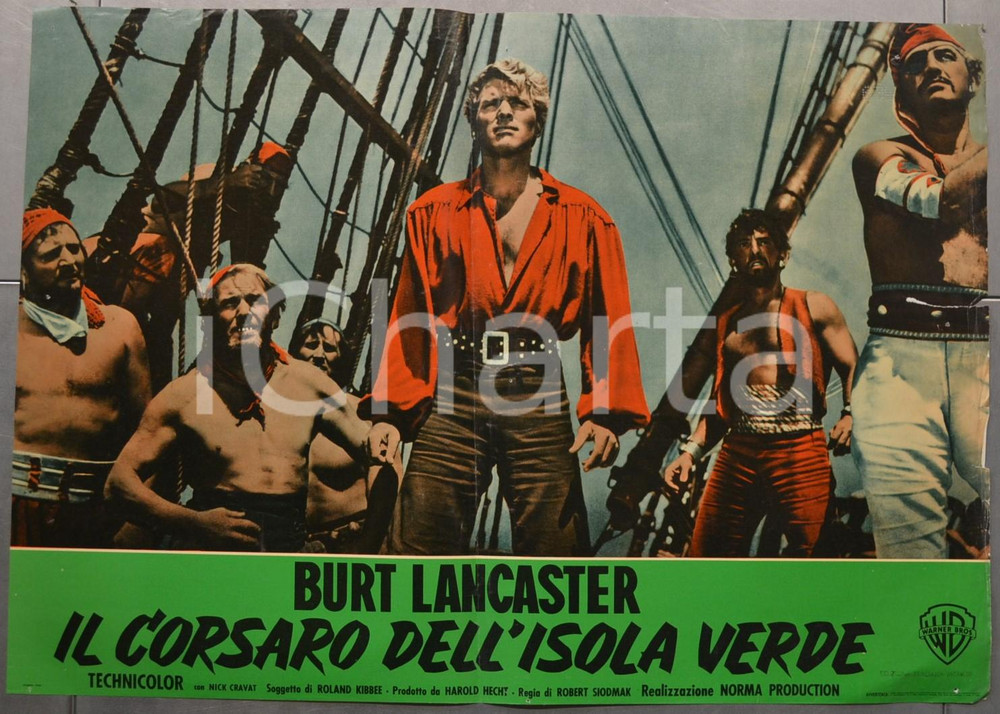 iCharta
BURT LANCASTER
IL CORSARO DELL'ISOLA VERDE
WARNER BROS
WB
TECHNICOLOR con NICK CRAVAT Soggetto di ROLAND KIBBEE - Prodotto da HAROLD HECHT - Regia di ROBERT SIODMAK Realizzazione NORMA PRODUCTION